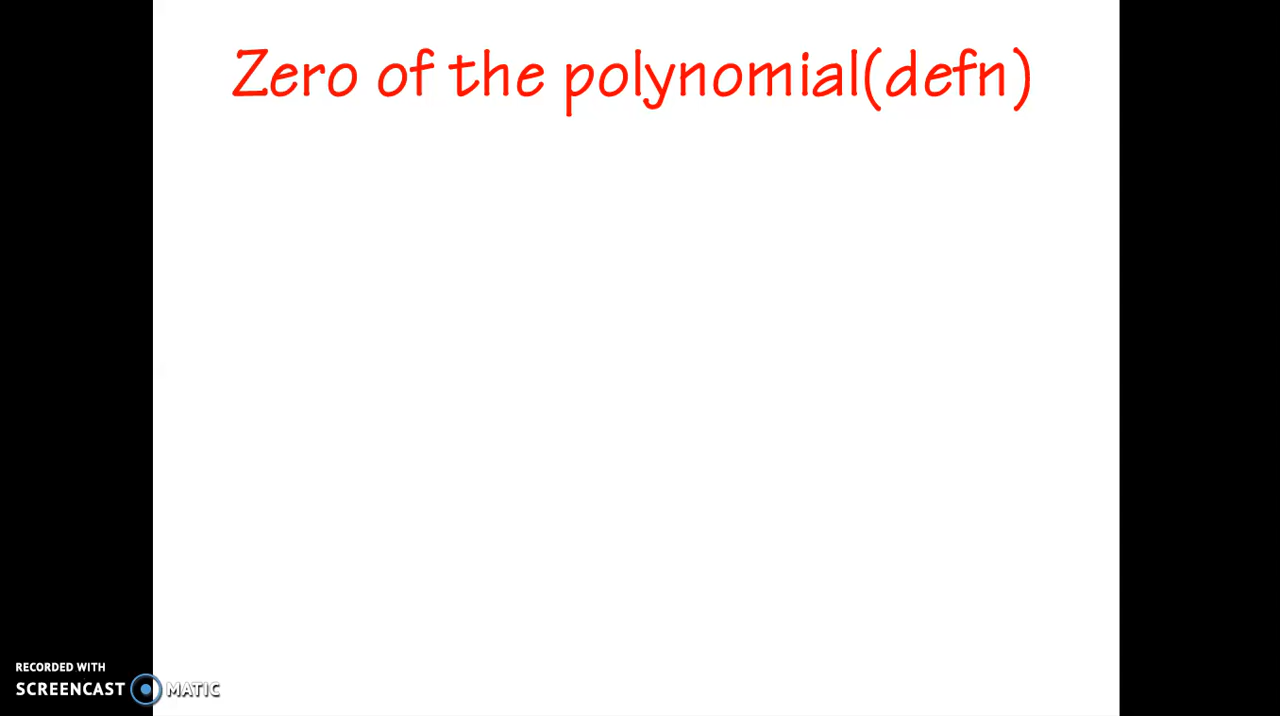 Zero of the polynomial(defn)
RECORDED WITH
SCREENCAST MATIC